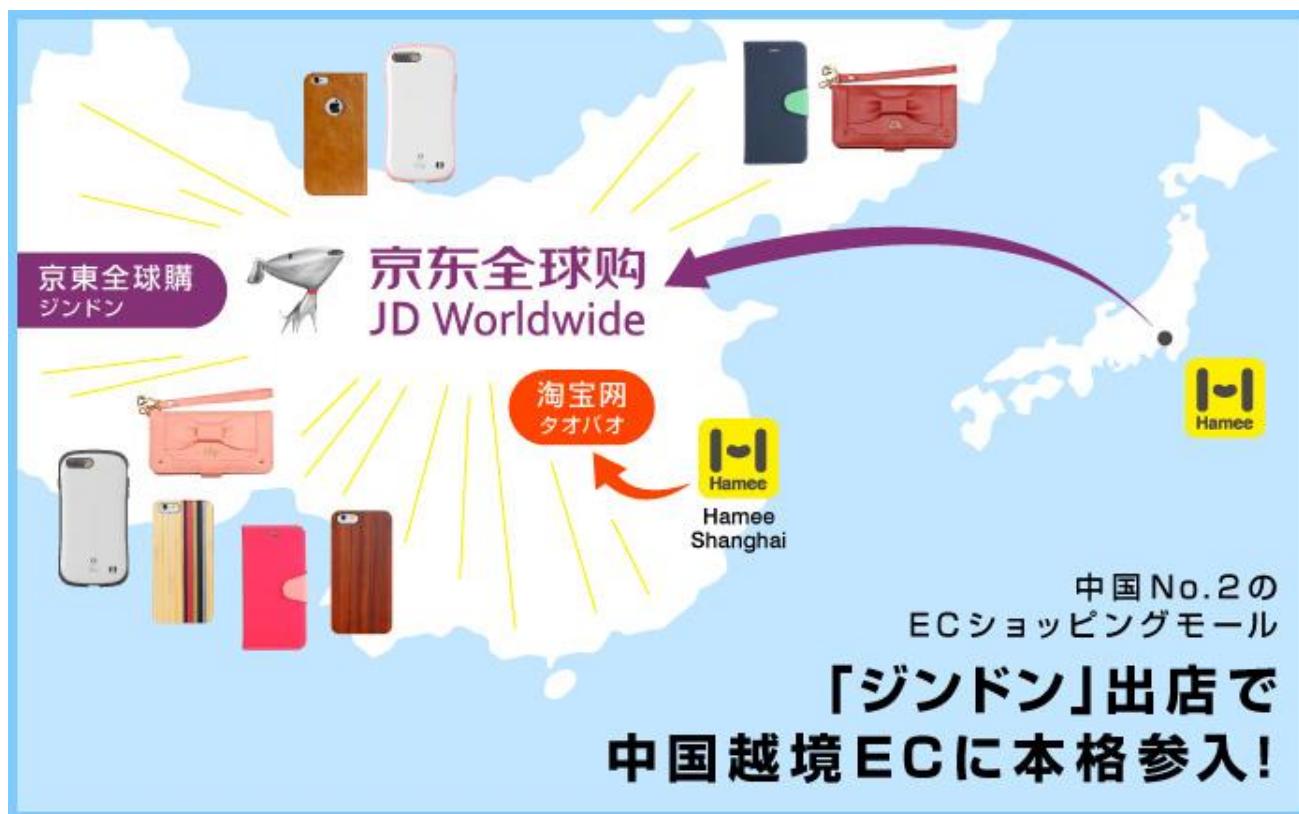 京東全球購
ジンドン
京东全球购
JD Worldwide
淘宝网
タオバオ
Hamee
Hamee
Shanghai
Hamee
中国No.2の
ECショッピングモール
「ジンドン」出店で
中国越境ECに本格参入!